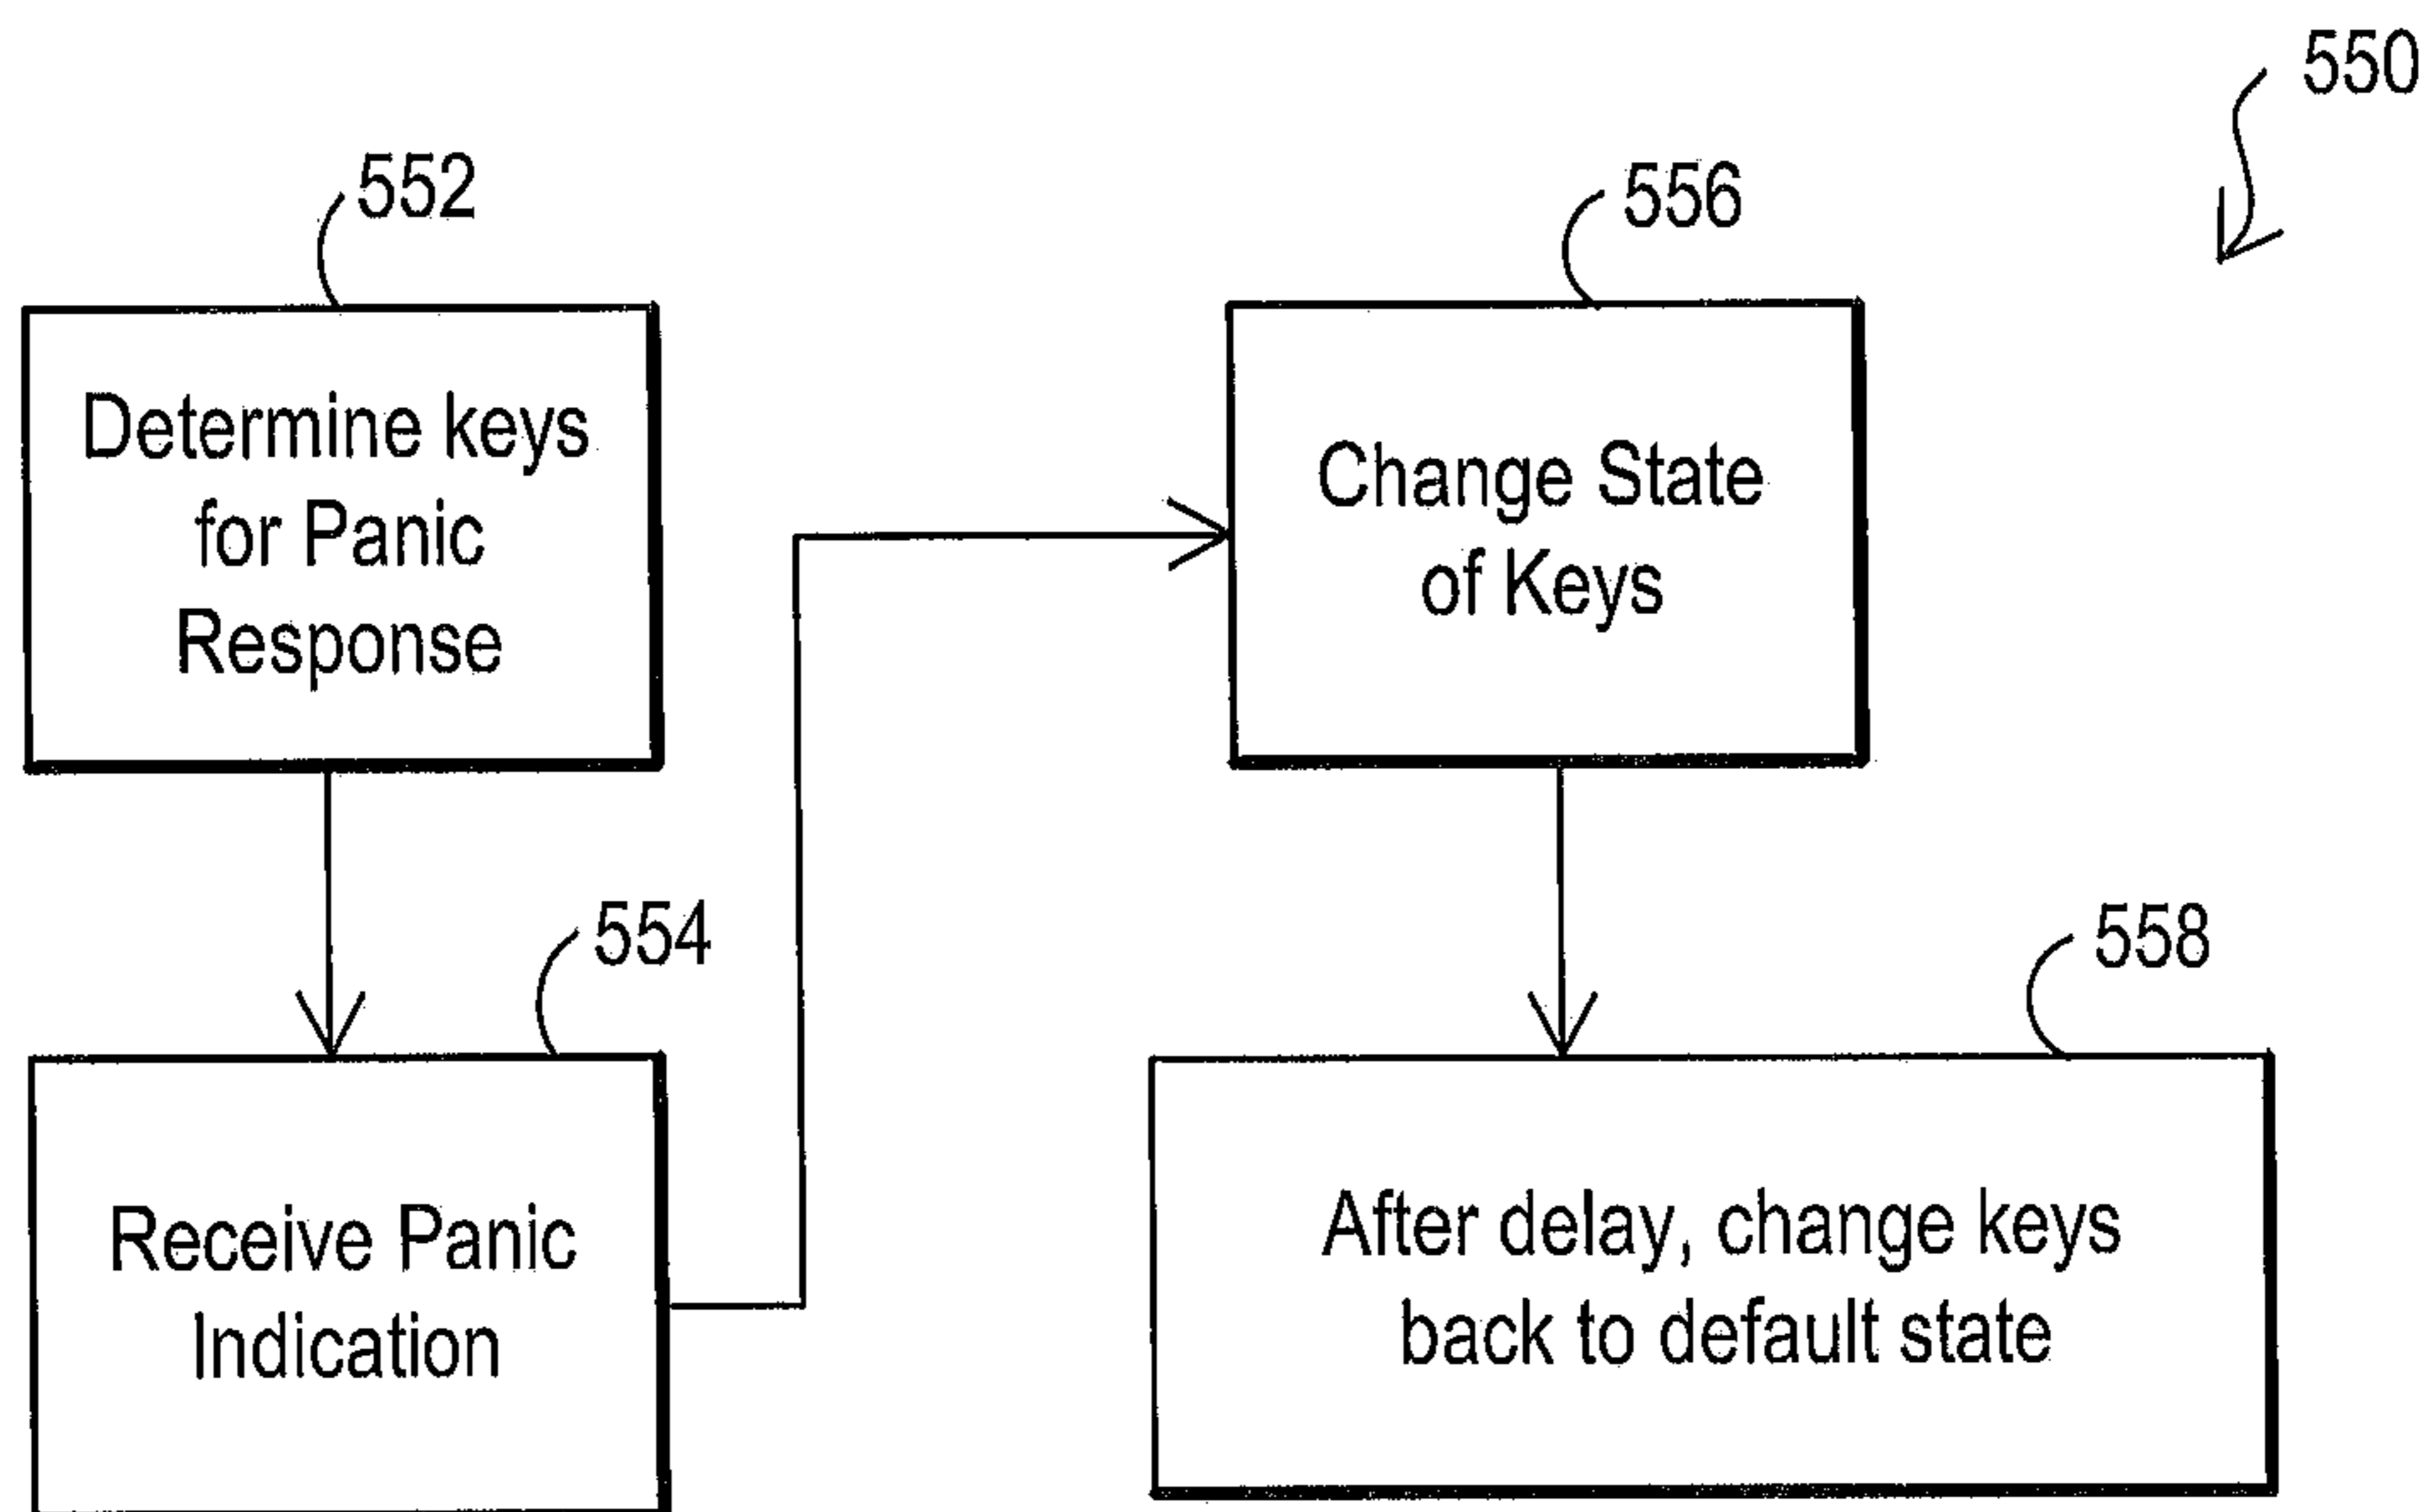 550
552
Determine keys
for Panic
Response
554
Receive Panic
Indication
556
Change State
of Keys
558
After delay, change keys
back to default state